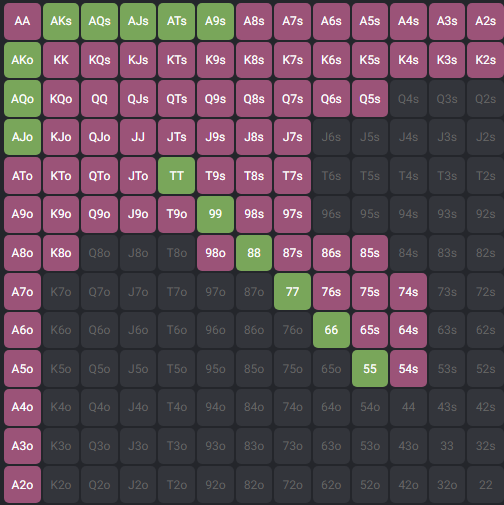 AA AKs AQs AJs ATs A9s A8s A7s A6s A5s A4s A3s A2s
AKo KK KQs KJs KTs K9s K8s K7s K6s K5s K4s K3s K2s
AQo KQo QQ QJs QTs Q9s Q8s Q7s Q6s Q5s Q4s Q3s Q2s
AJo KJo QJo JJ JTs J9s J8s J7s J6s J5s J4s J3s J2s
ATo KTo QTo JTo TT T9s T8s T7s T6s T5s T4s T3s T2s
A9o K9o Q9o J9o T9o 99 98s 97s 96s 95s 94s 93s 92s
A8o K8o Q8o J8o T8o 98o 88 87s 86s 85s 84s 83s 82s
A7o K7o Q7o J7o T7o 97o 87o 77 76s 75s 74s 73s 72s
A6o K6o Q6o J6o T6o 96o 86o 76o 66 65s 64s 63s 62s
A5o K5o Q5o J5o T5o 95o 85o 75o 65o 55 54s 53s 52s
A4o K4o Q4o J4o T4o 94o 84o 74o 64o 54o 44 43s 42s
A3o K3o Q3o J3o T3o 93o 83o 73o 63o 53o 43o 33 32s
A2o K2o Q2o J2o T2o 92o 82o 72o 62o 52o 42o 32o 22